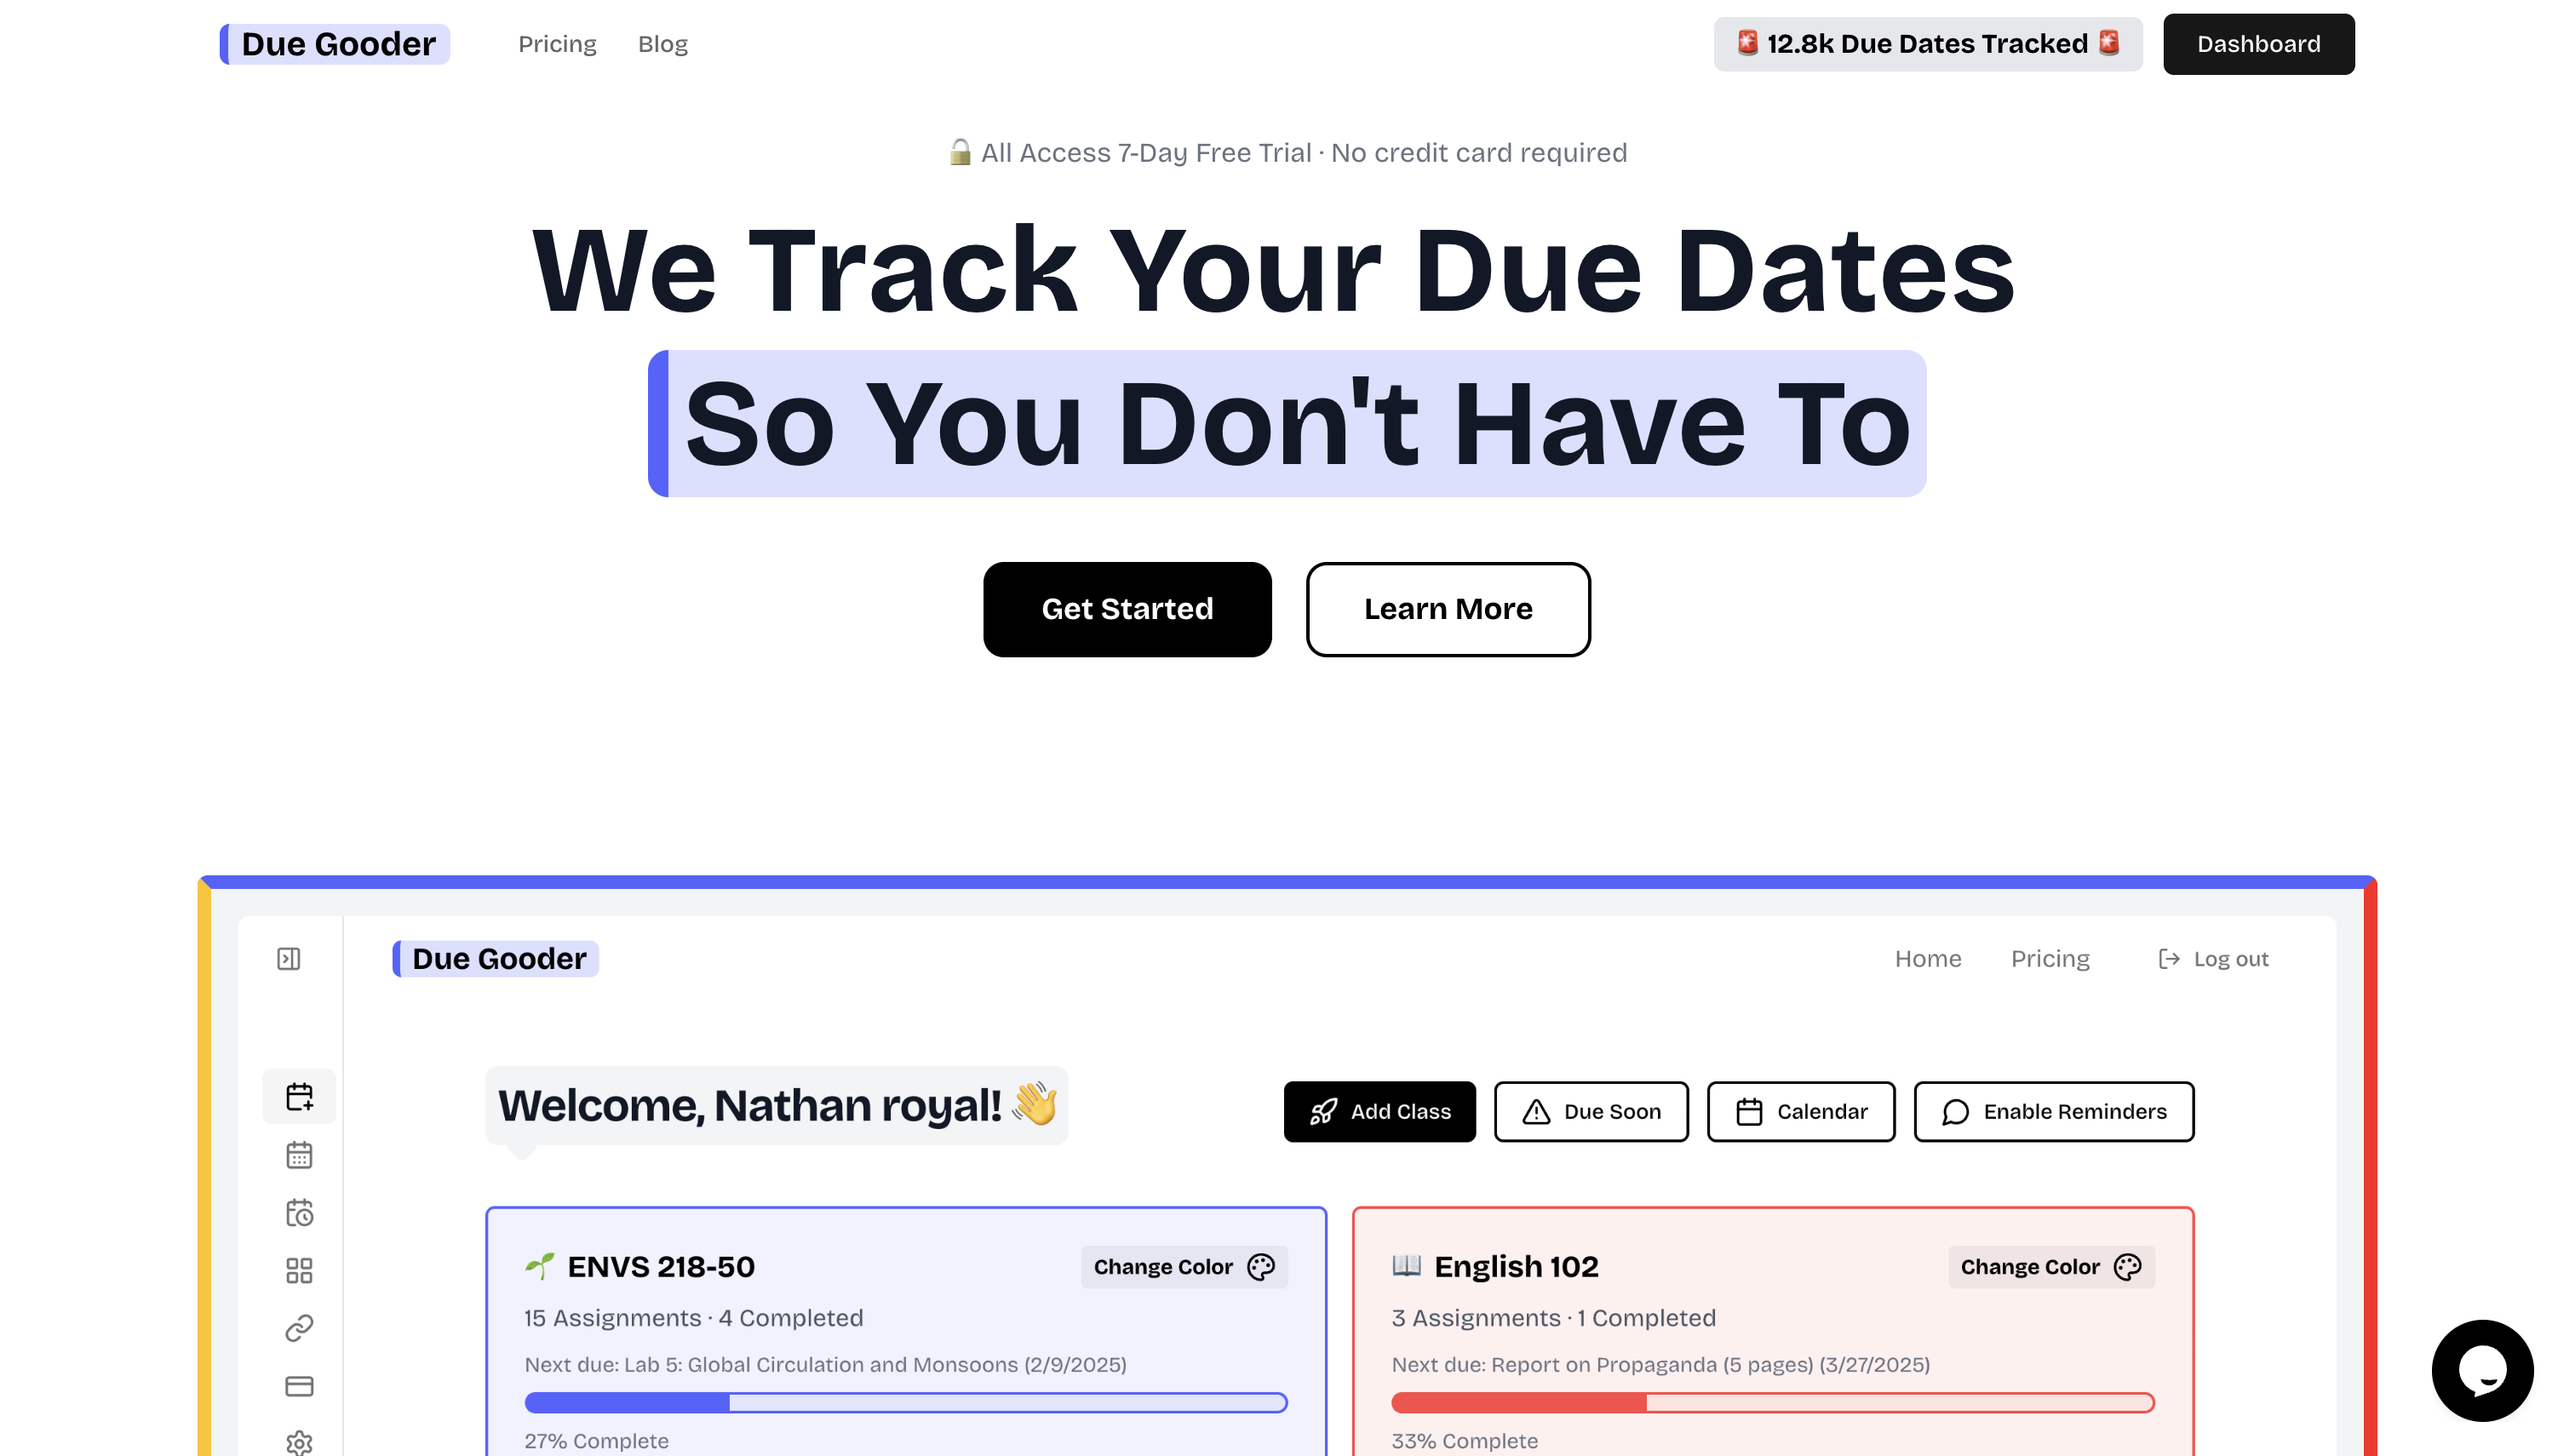 Due Gooder
Pricing
Blog
🚨 12.8k Due Dates Tracked 🚨
Dashboard
🔓 All Access 7-Day Free Trial · No credit card required
We Track Your Due Dates
So You Don't Have To
Get Started
Learn More
Due Gooder
Home
Pricing
Log out
Welcome, Nathan royal! 👋
Add Class
Due Soon
Calendar
Enable Reminders
🌱 ENVS 218-50
Change Color
15 Assignments · 4 Completed
Next due: Lab 5: Global Circulation and Monsoons (2/9/2025)
27% Complete
📖 English 102
Change Color
3 Assignments · 1 Completed
Next due: Report on Propaganda (5 pages) (3/27/2025)
33% Complete